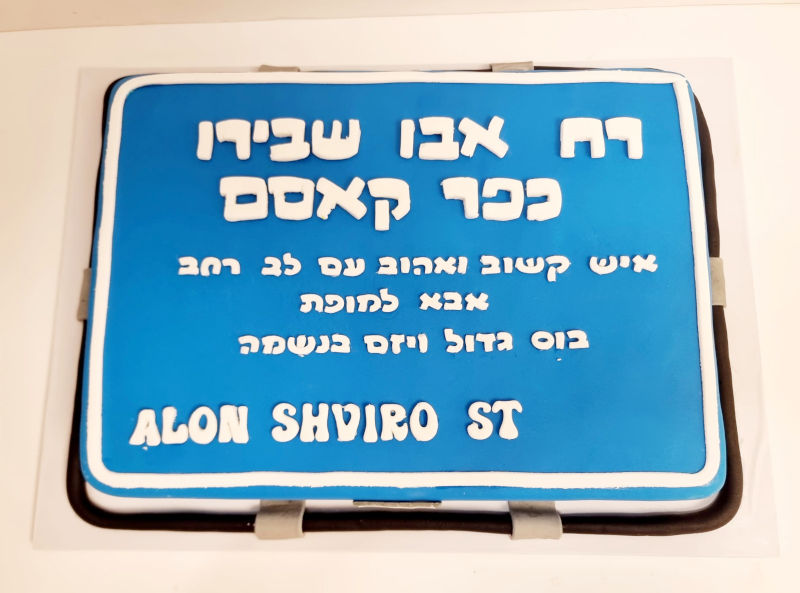 רח אבו שבירו
כפר קאסם
איש קשוב ואהוב עם לב רחב
אבא למופת
בוס גדול ויזם בנשמה
ALON SHVIRO ST